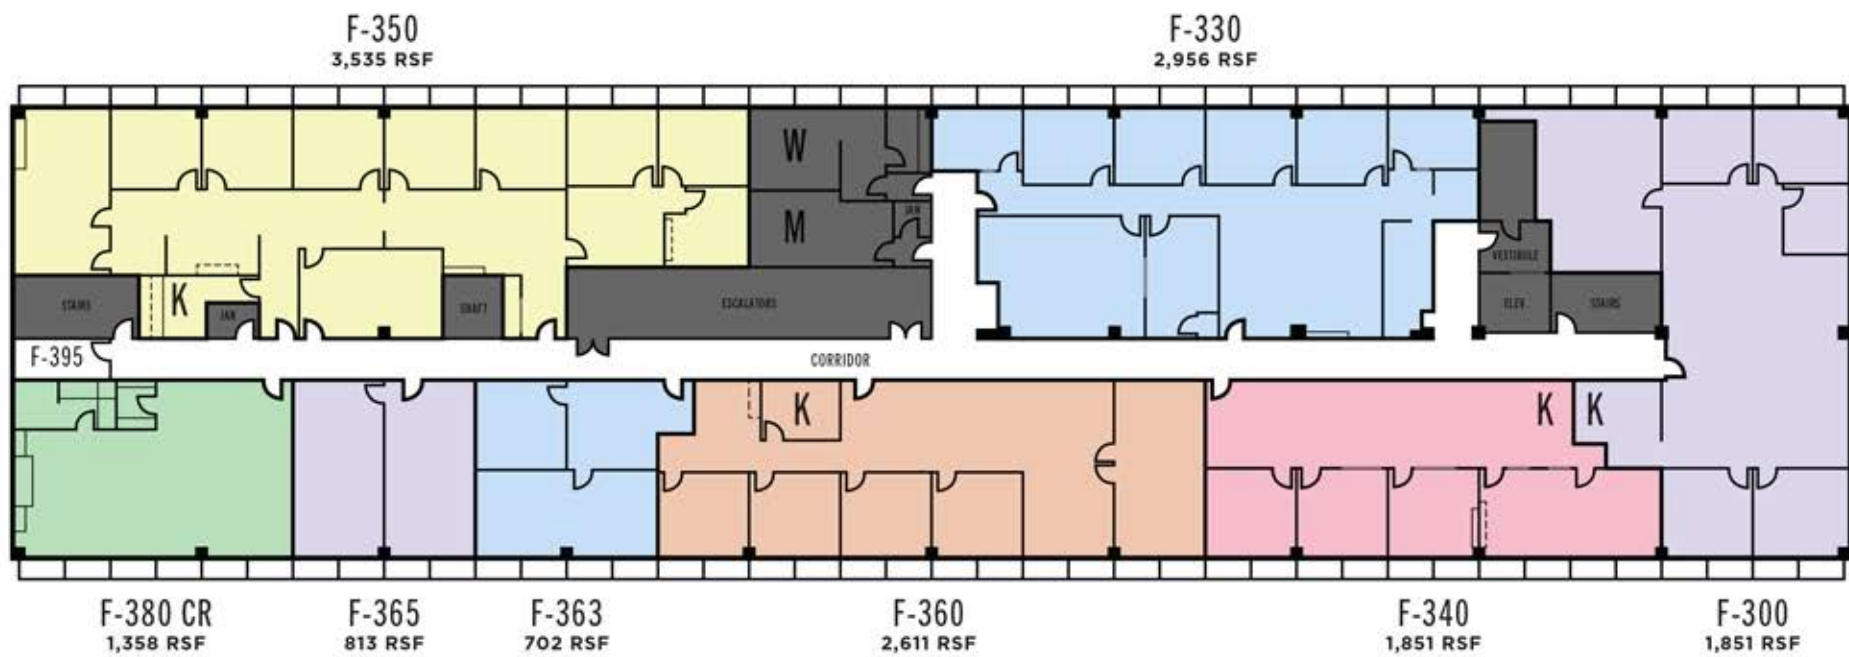 F-350
3,535 RSF
F-330
2,956 RSF
W
M
JAN
VESTIBULE
STAIRS
K
JAN
SHAFT
ESCALATORS
ELEV.
STAIRS
F-395
CORRIDOR
K
K
K
F-380 CR
1,358 RSF
F-365
813 RSF
F-363
702 RSF
F-360
2,611 RSF
F-340
1,851 RSF
F-300
1,851 RSF